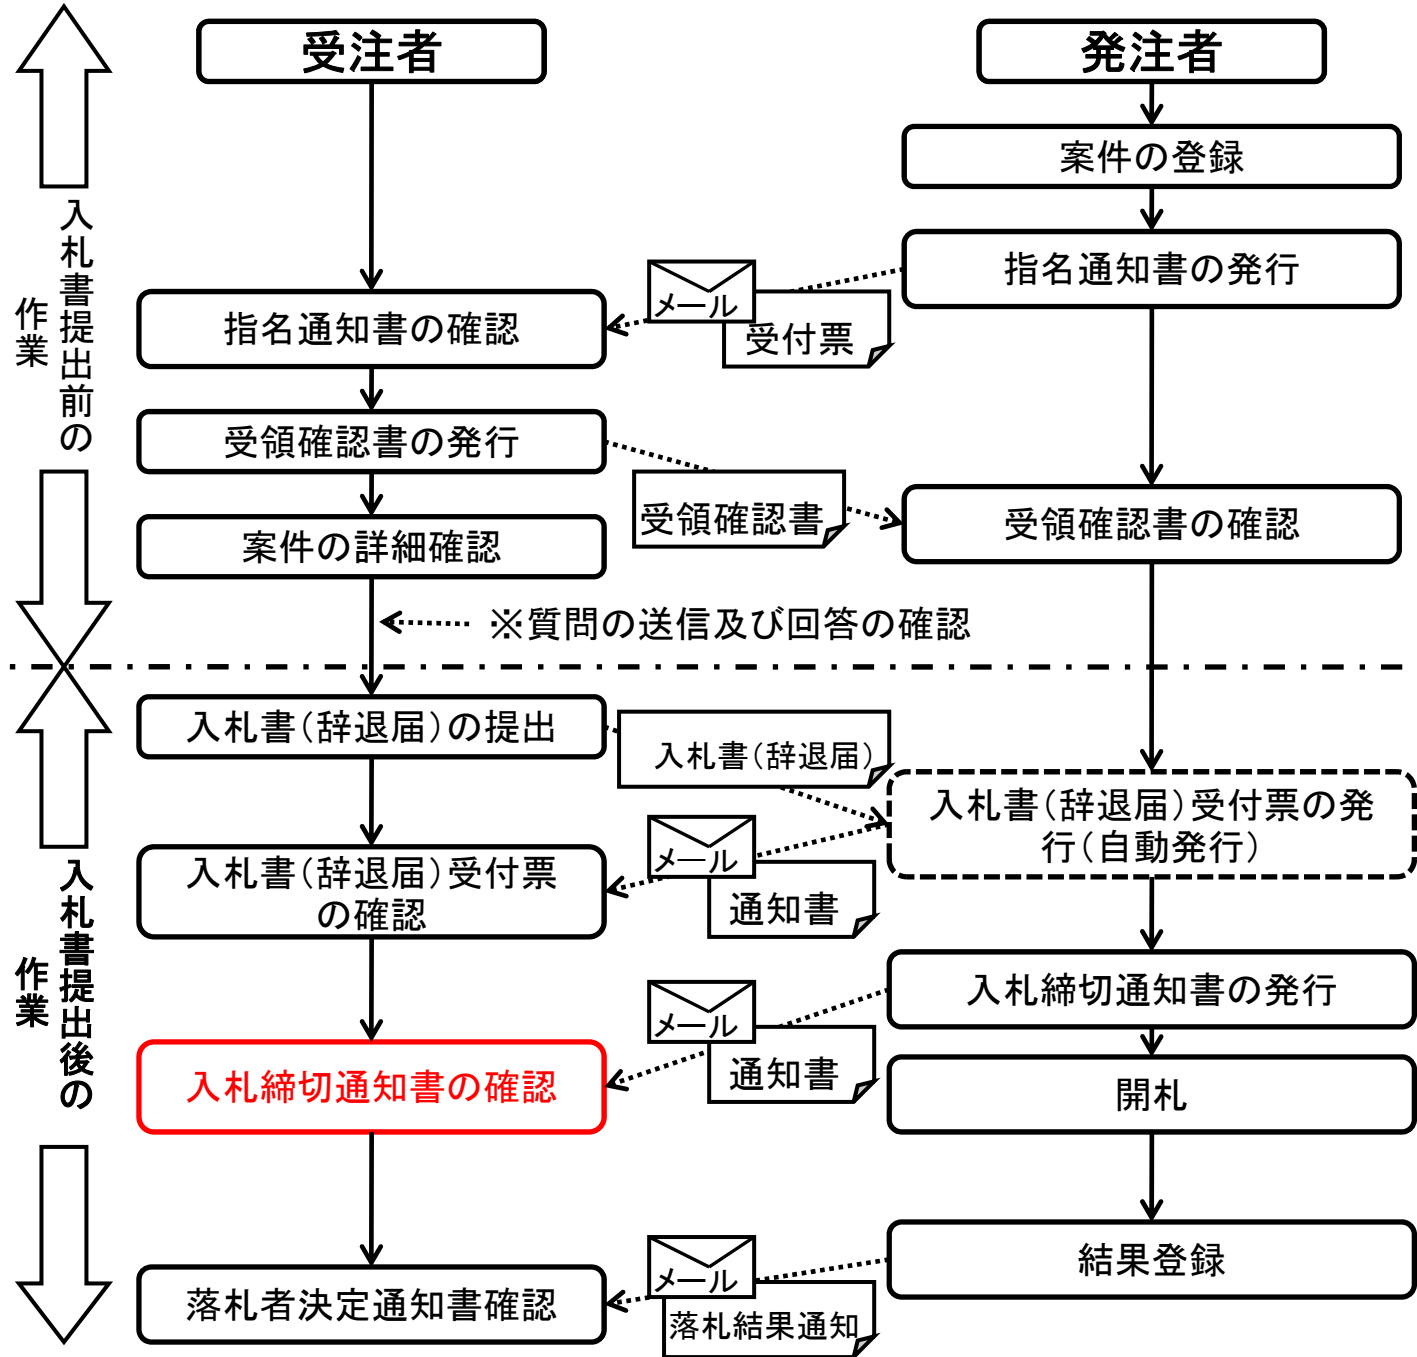 受注者
発注者
案件の登録
指名通知書の発行
メール
受付票
指名通知書の確認
入札書提出前の
作業
受領確認書の発行
受領確認書
受領確認書の確認
案件の詳細確認
※質問の送信及び回答の確認
入札書(辞退届)の提出
入札書(辞退届)
入札書(辞退届)受付票の発
行(自動発行)
メール
通知書
入札書(辞退届)受付票
の確認
入札書提出後の
作業
入札締切通知書の発行
メール
通知書
入札締切通知書の確認
開札
結果登録
メール
落札結果通知
落札者決定通知書確認